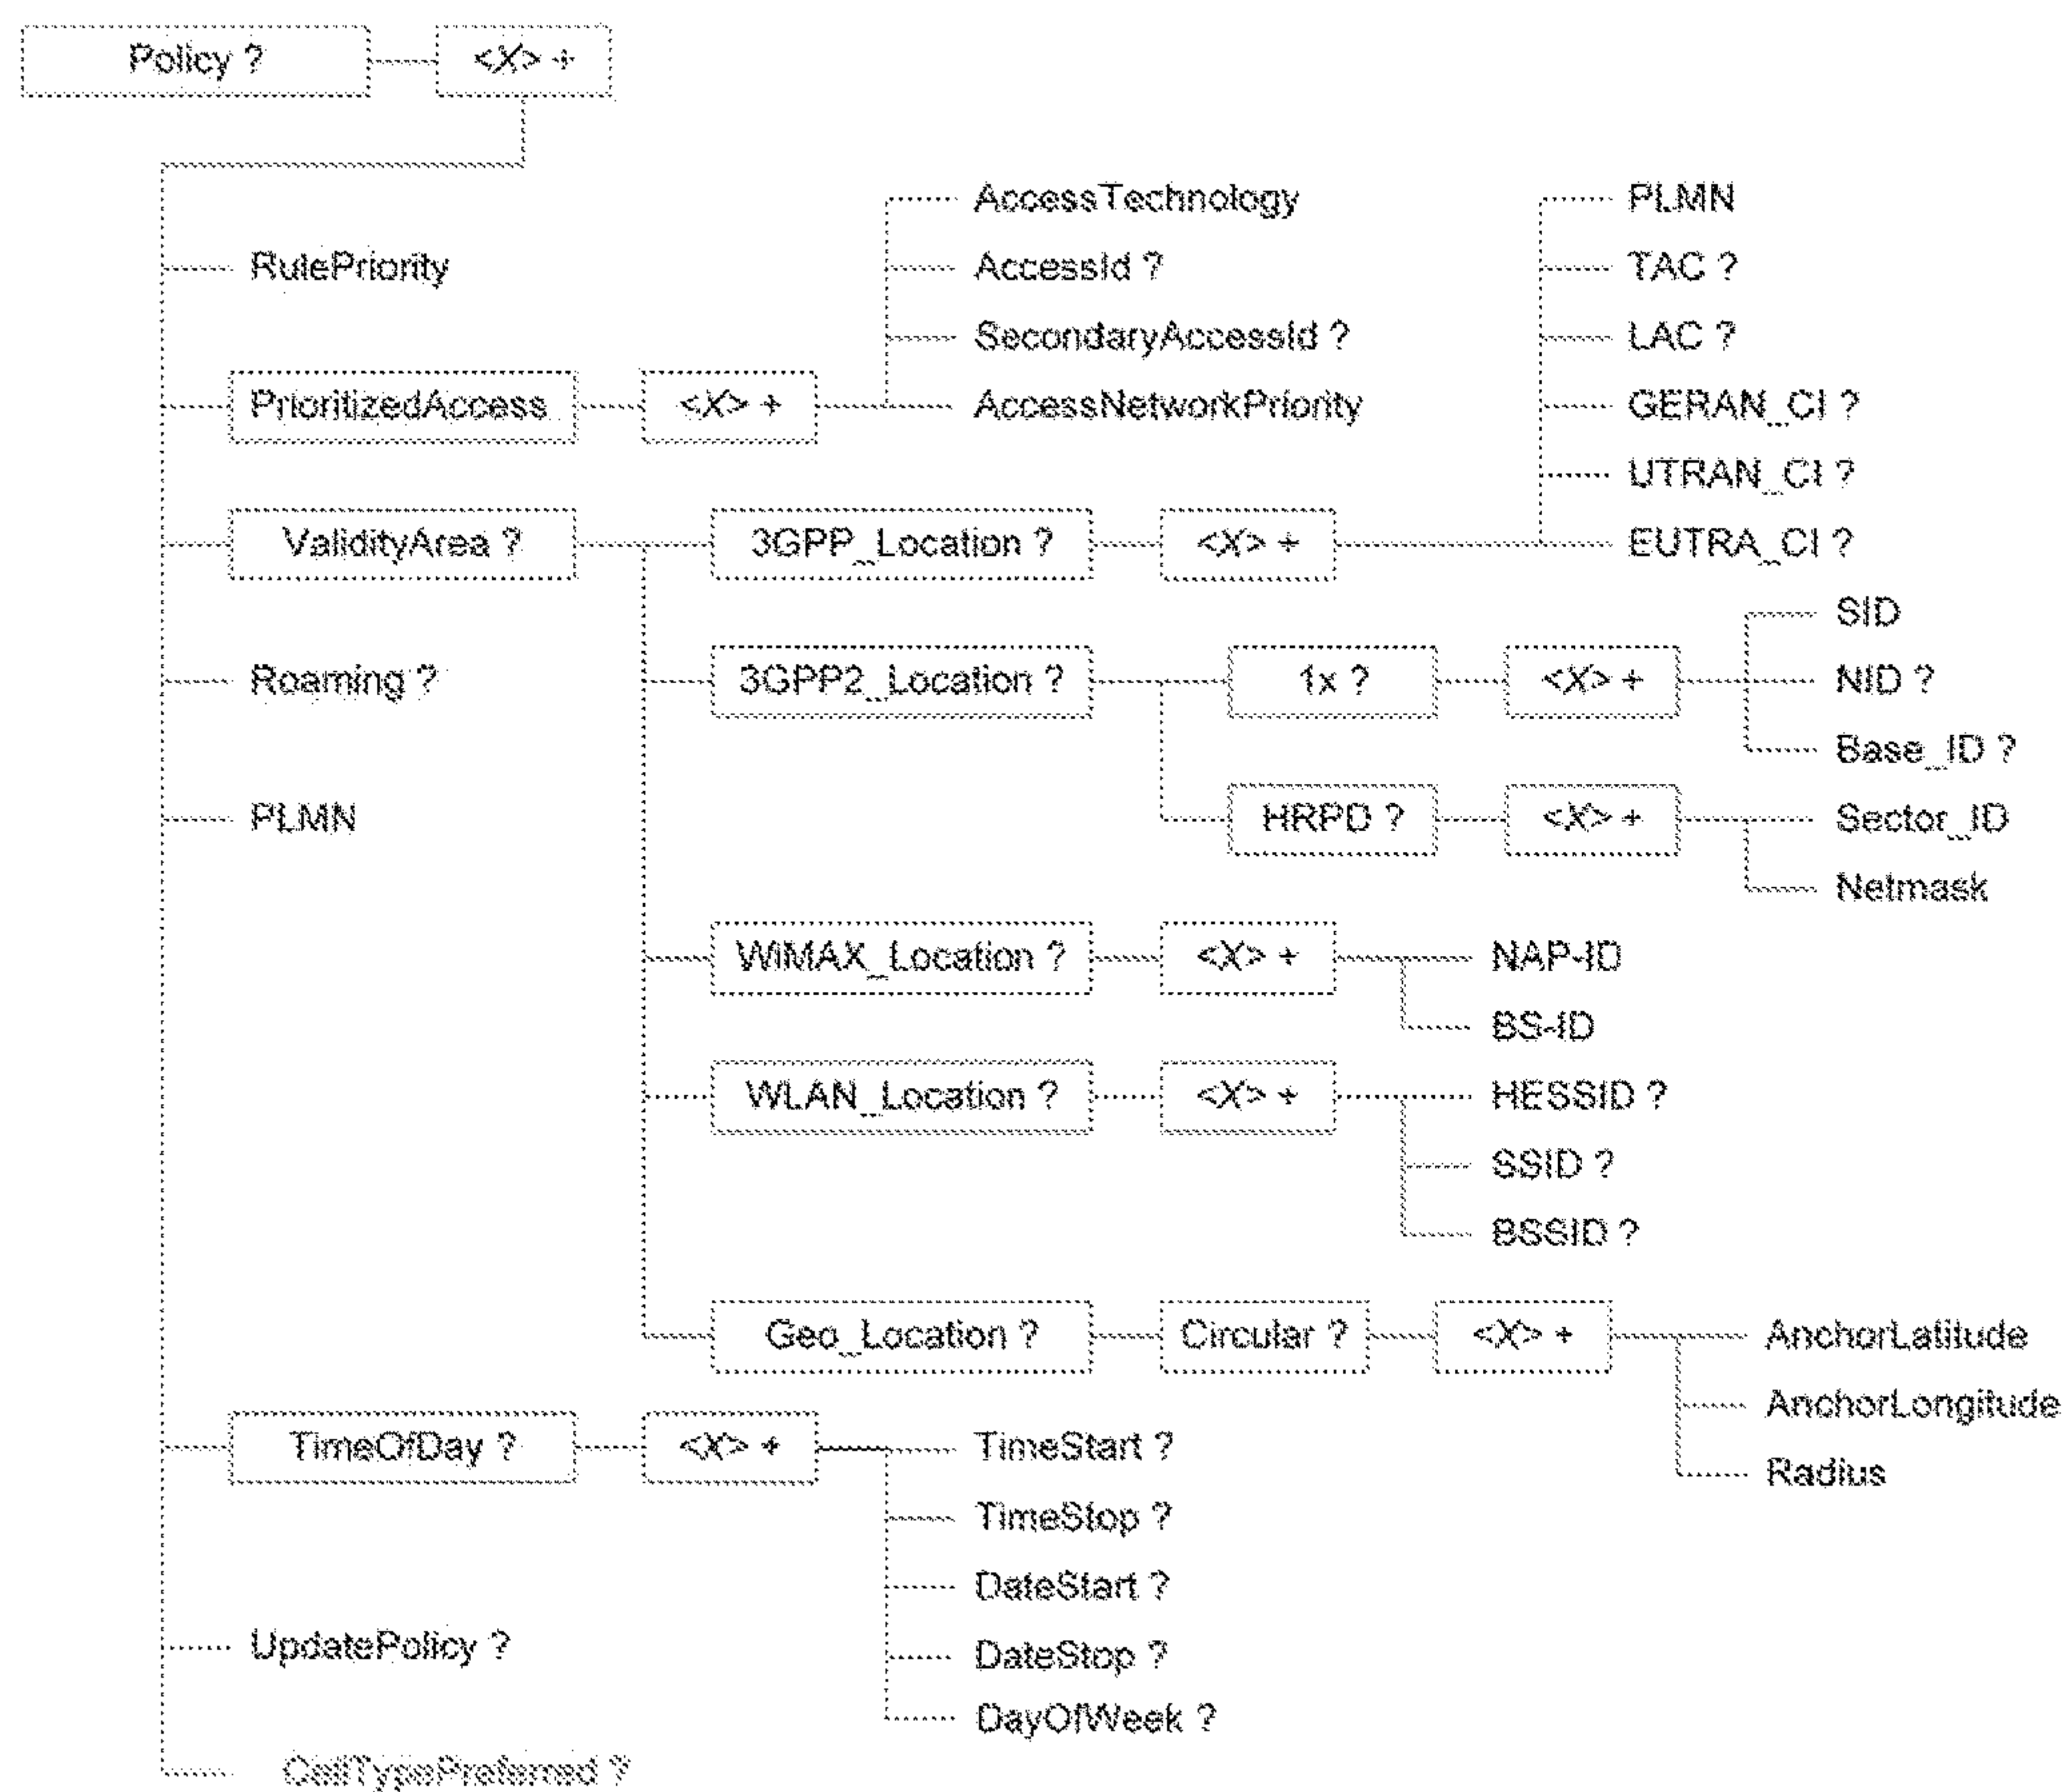 Policy ? <X> +
AccessTechnology PLMN
RulePriority AccessId ? TAC ?
SecondaryAccessId ? LAC ?
PrioritizedAccess <X> + AccessNetworkPriority GERAN_CI ?
UTRAN_CI ?
ValidityArea ? 3GPP_Location ? <X> + EUTRA_CI ?
SID
Roaming ? 3GPP2_Location ? 1x ? <X> + NID ?
Base_ID ?
PLMN HRPD ? <X> + Sector_ID
Netmask
WiMAX_Location ? <X> + NAP-ID
BS-ID
WLAN_Location ? <X> + HESSID ?
SSID ?
BSSID ?
Geo_Location ? Circular ? <X> + AnchorLatitude
AnchorLongitude
TimeOfDay ? <X> + TimeStart ?
Radius
TimeStop ?
DateStart ?
UpdatePolicy ? DateStop ?
DayOfWeek ?
CellTypePreferred ?